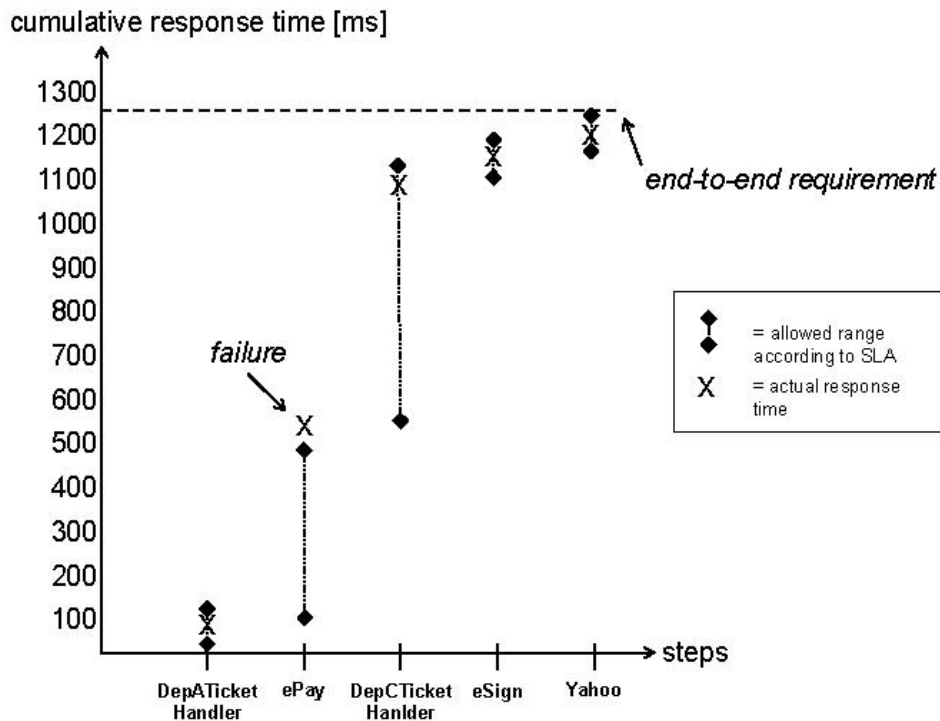 cumulative response time [ms]
1300
1200
1100
1000
900
800
700
600
500
400
300
200
100
end-to-end requirement
failure
= allowed range
according to SLA
X = actual response
time
X
X
X
X
X
steps
DepATicket
Handler
ePay
DepCTicket
Hanlder
eSign
Yahoo